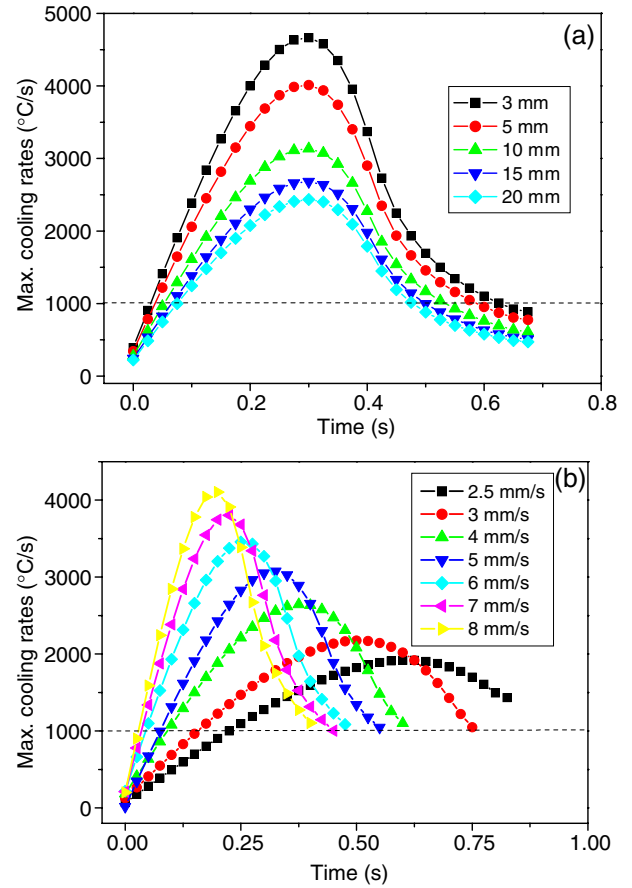 (a)
5000
4000
3000
2000
1000
0
Max. cooling rates (°C/s)
3 mm
5 mm
10 mm
15 mm
20 mm
0.0 0.2 0.4 0.6 0.8
Time (s)
(b)
4000
3000
2000
1000
0
Max. cooling rates (°C/s)
2.5 mm/s
3 mm/s
4 mm/s
5 mm/s
6 mm/s
7 mm/s
8 mm/s
0.00 0.25 0.50 0.75 1.00
Time (s)